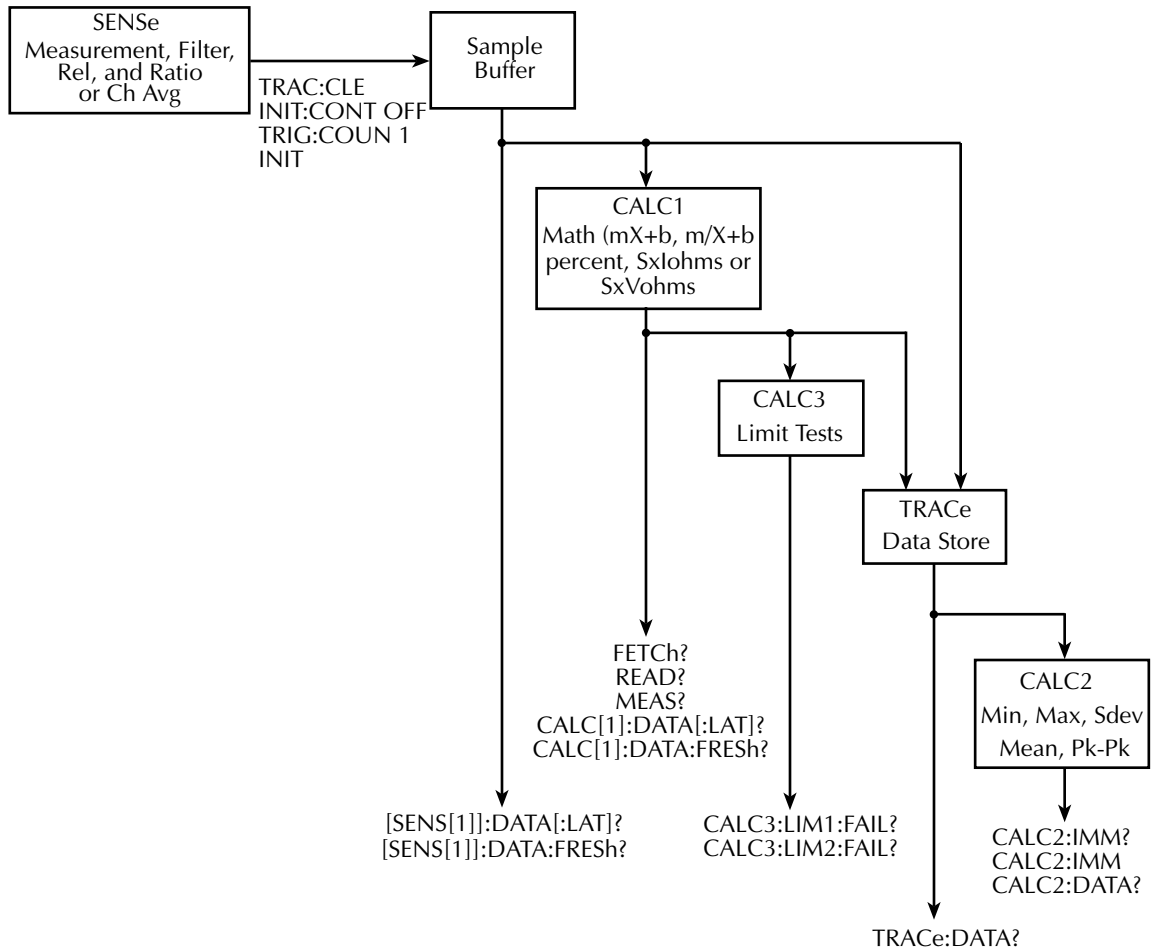 SENSe
Measurement, Filter,
Rel, and Ratio
or Ch Avg
TRAC:CLE
INIT:CONT OFF
TRIG:COUN 1
INIT
Sample
Buffer
CALC1
Math (mX+b, m/X+b
percent, SxIohms or
SxVohms
CALC3
Limit Tests
TRACe
Data Store
CALC2
Min, Max, Sdev
Mean, Pk-Pk
FETCh?
READ?
MEAS?
CALC[1]:DATA[:LAT]?
CALC[1]:DATA:FRESh?
[SENS[1]]:DATA[:LAT]?
[SENS[1]]:DATA:FRESh?
CALC3:LIM1:FAIL?
CALC3:LIM2:FAIL?
CALC2:IMM?
CALC2:IMM
CALC2:DATA?
TRACe:DATA?